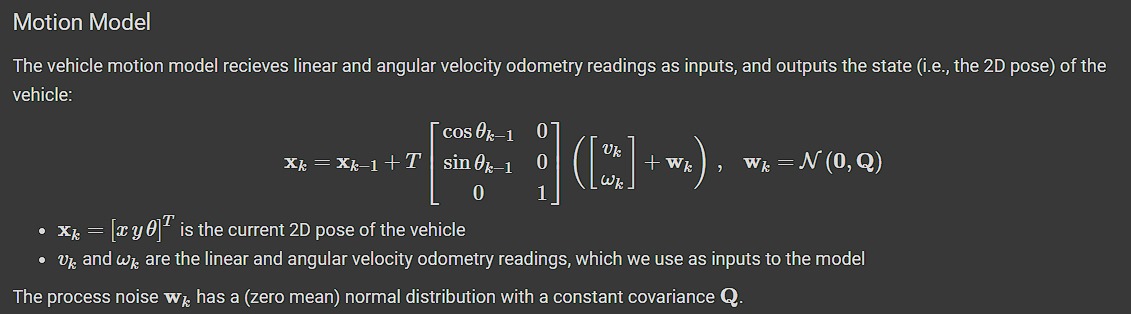 Motion Model
The vehicle motion model recieves linear and angular velocity odometry readings as inputs, and outputs the state (i.e., the 2D pose) of the
vehicle:
$\mathbf{x}_k = \mathbf{x}_{k-1} + T \begin{bmatrix} \cos\theta_{k-1} & 0 \\ \sin\theta_{k-1} & 0 \\ 0 & 1 \end{bmatrix} \left( \begin{bmatrix} v_k \\ \omega_k \end{bmatrix} + \mathbf{w}_k \right), \quad \mathbf{w}_k = \mathcal{N}(\mathbf{0}, \mathbf{Q})$
• $\mathbf{x}_k = [x \, y \, \theta]^T$ is the current 2D pose of the vehicle
• $v_k$ and $\omega_k$ are the linear and angular velocity odometry readings, which we use as inputs to the model
The process noise $\mathbf{w}_k$ has a (zero mean) normal distribution with a constant covariance $\mathbf{Q}$.